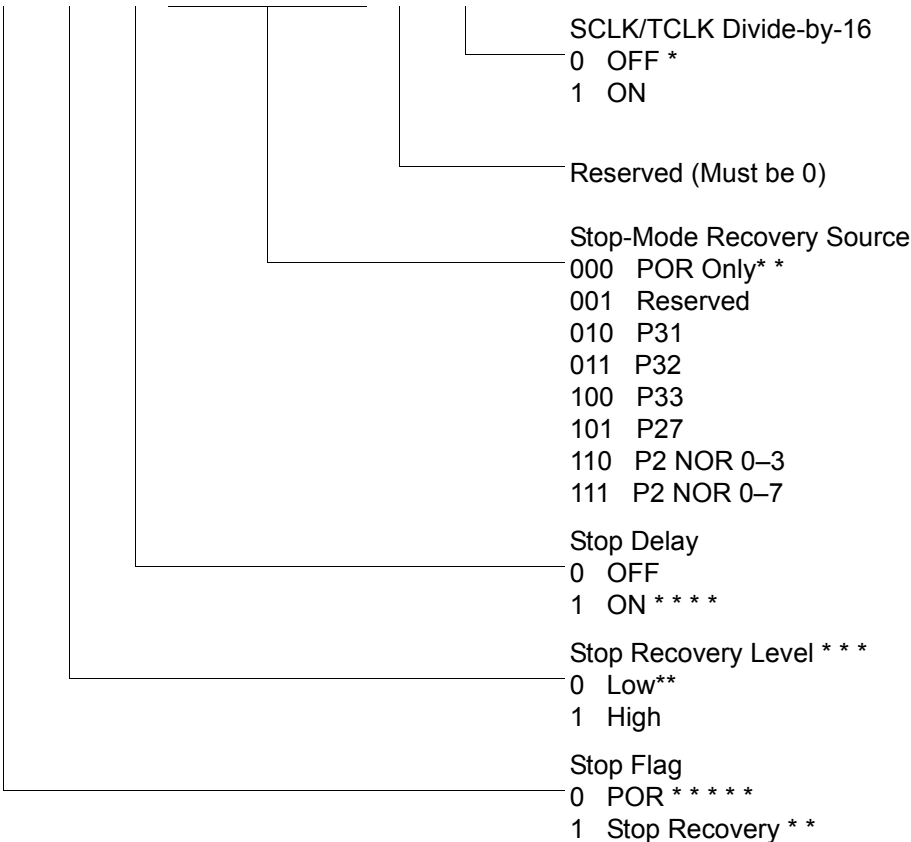 SCLK/TCLK Divide-by-16
0 OFF *
1 ON
Reserved (Must be 0)
Stop-Mode Recovery Source
000 POR Only* *
001 Reserved
010 P31
011 P32
100 P33
101 P27
110 P2 NOR 0–3
111 P2 NOR 0–7
Stop Delay
0 OFF
1 ON * * * *
Stop Recovery Level * * *
0 Low**
1 High
Stop Flag
0 POR * * * * *
1 Stop Recovery * *